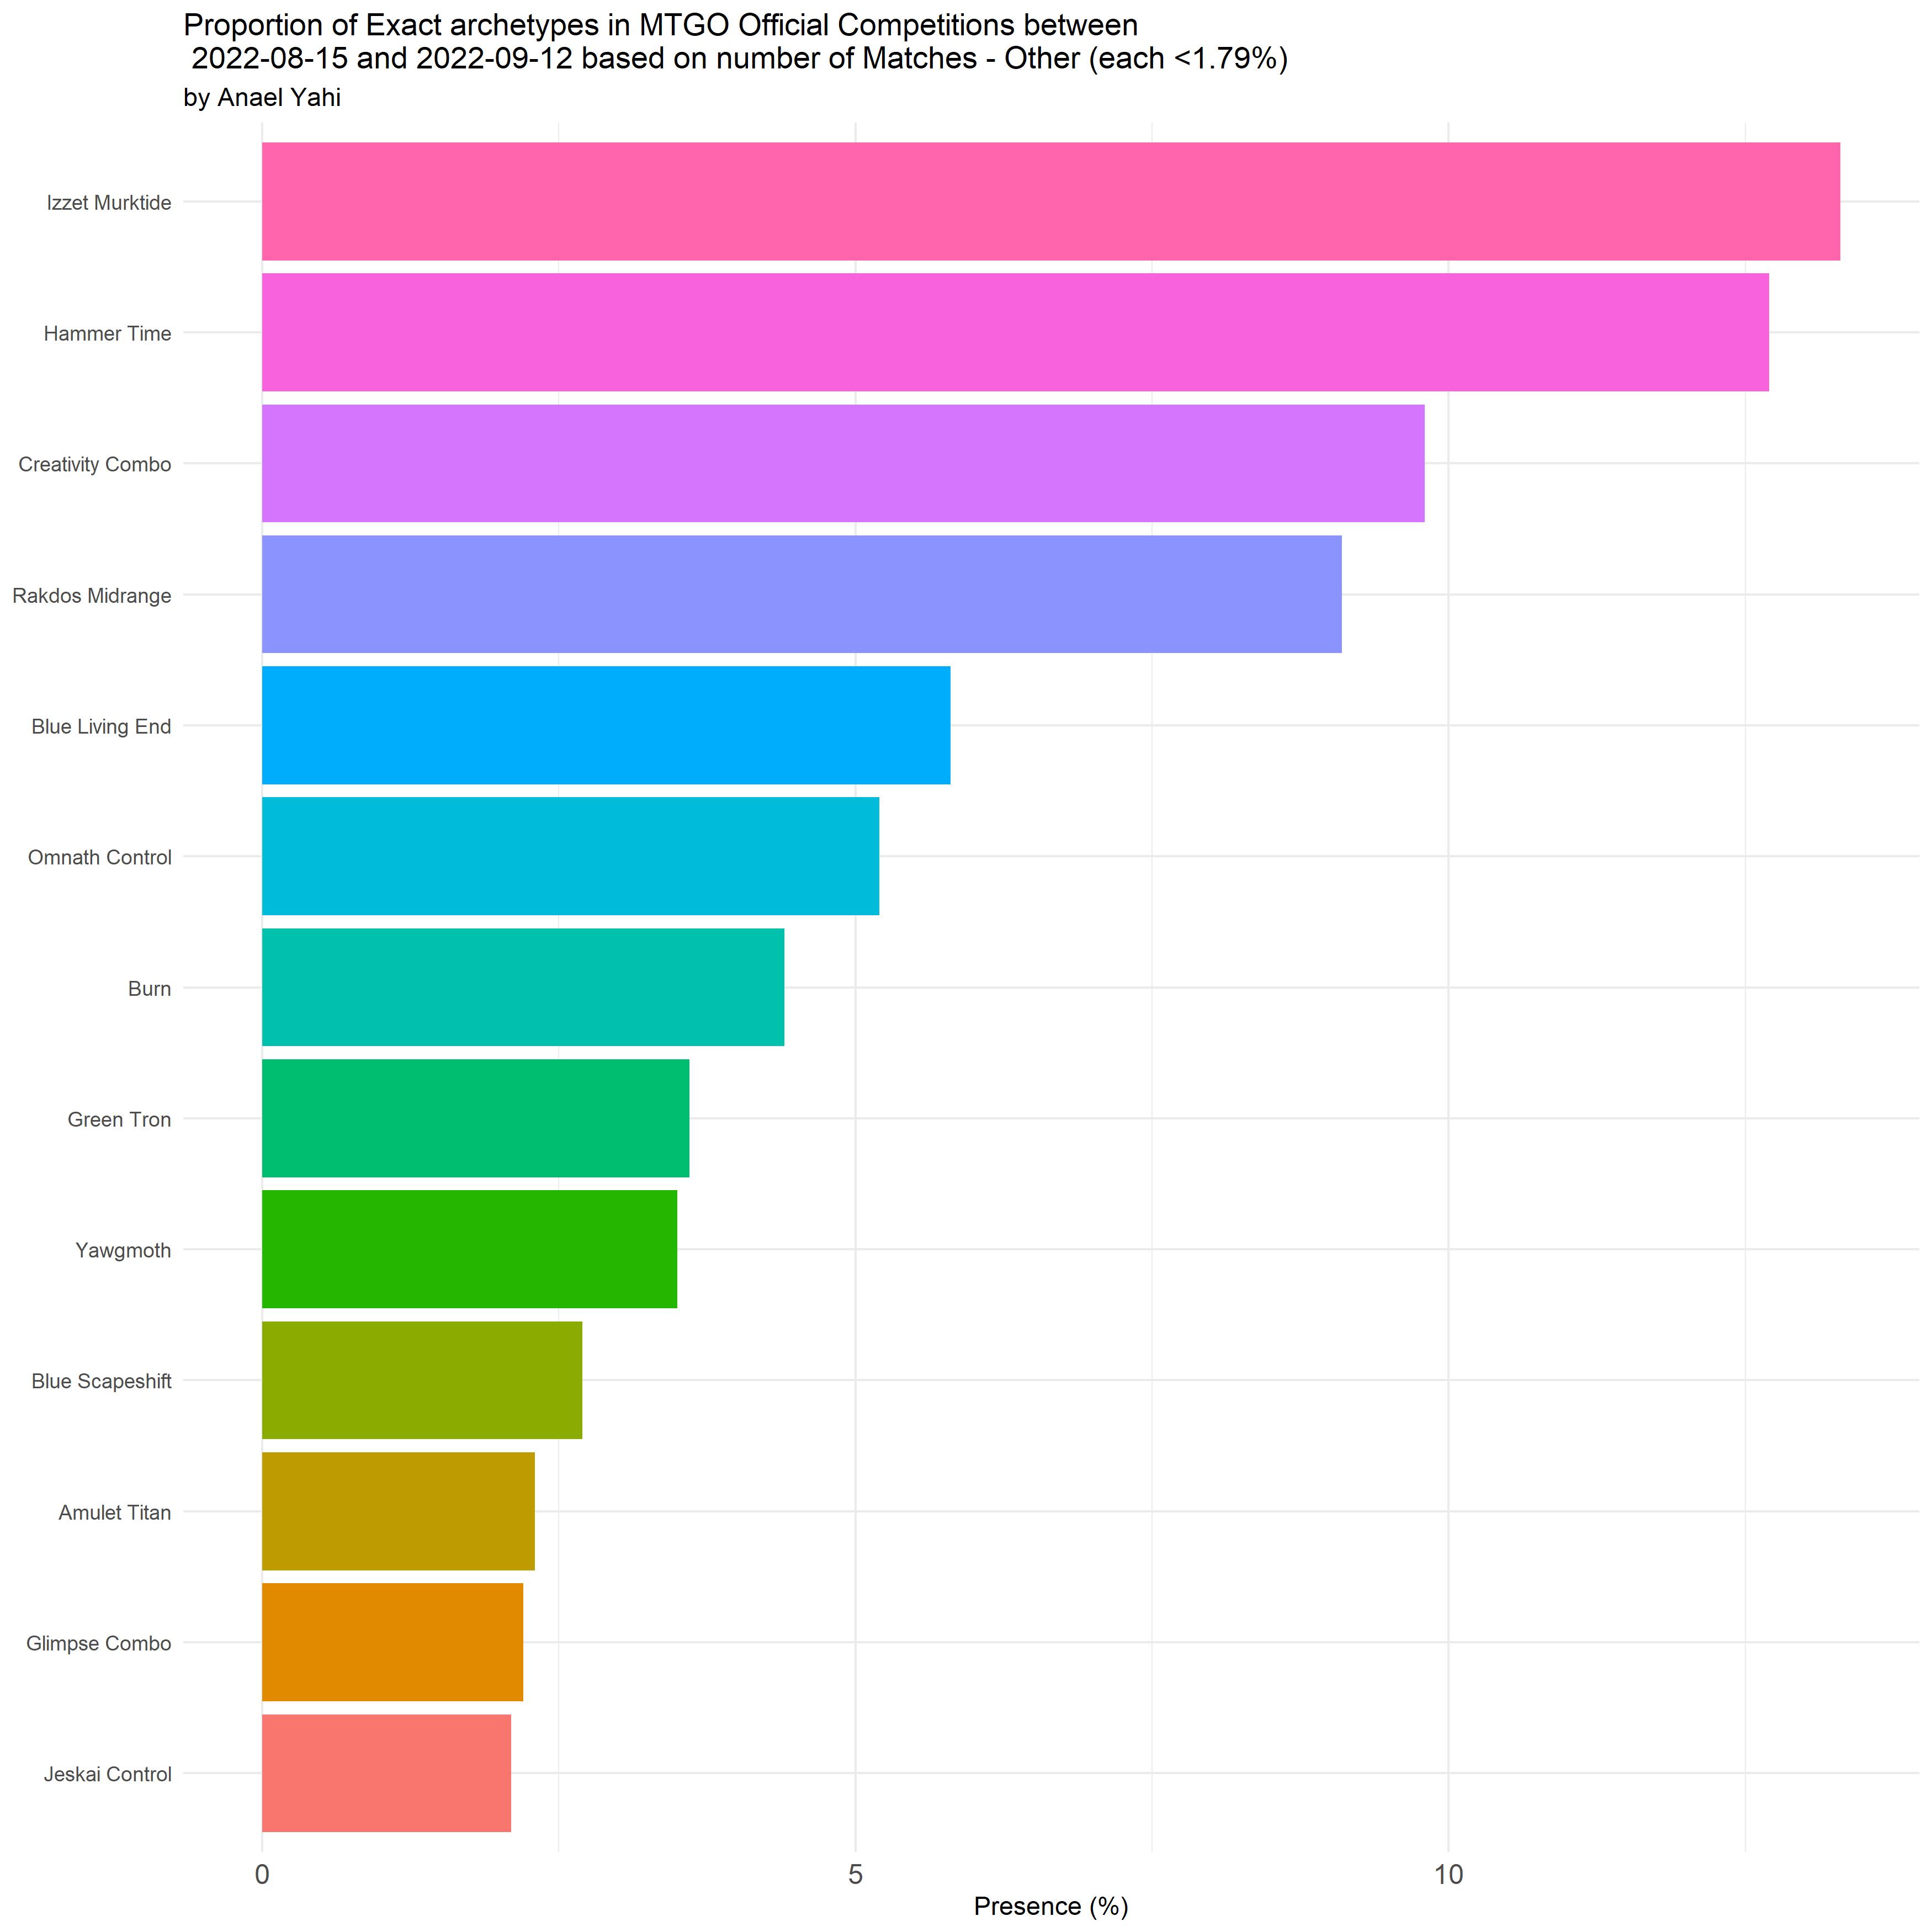 Proportion of Exact archetypes in MTGO Official Competitions between
2022-08-15 and 2022-09-12 based on number of Matches - Other (each <1.79%)
by Anael Yahi
Izzet Murktide
Hammer Time
Creativity Combo
Rakdos Midrange
Blue Living End
Omnath Control
Burn
Green Tron
Yawgmoth
Blue Scapeshift
Amulet Titan
Glimpse Combo
Jeskai Control
0 5 10
Presence (%)